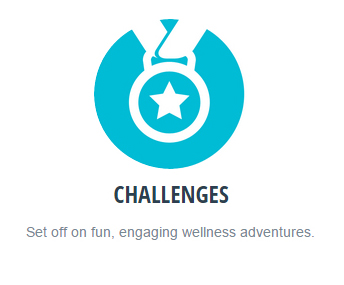 CHALLENGES
Set off on fun, engaging wellness adventures.